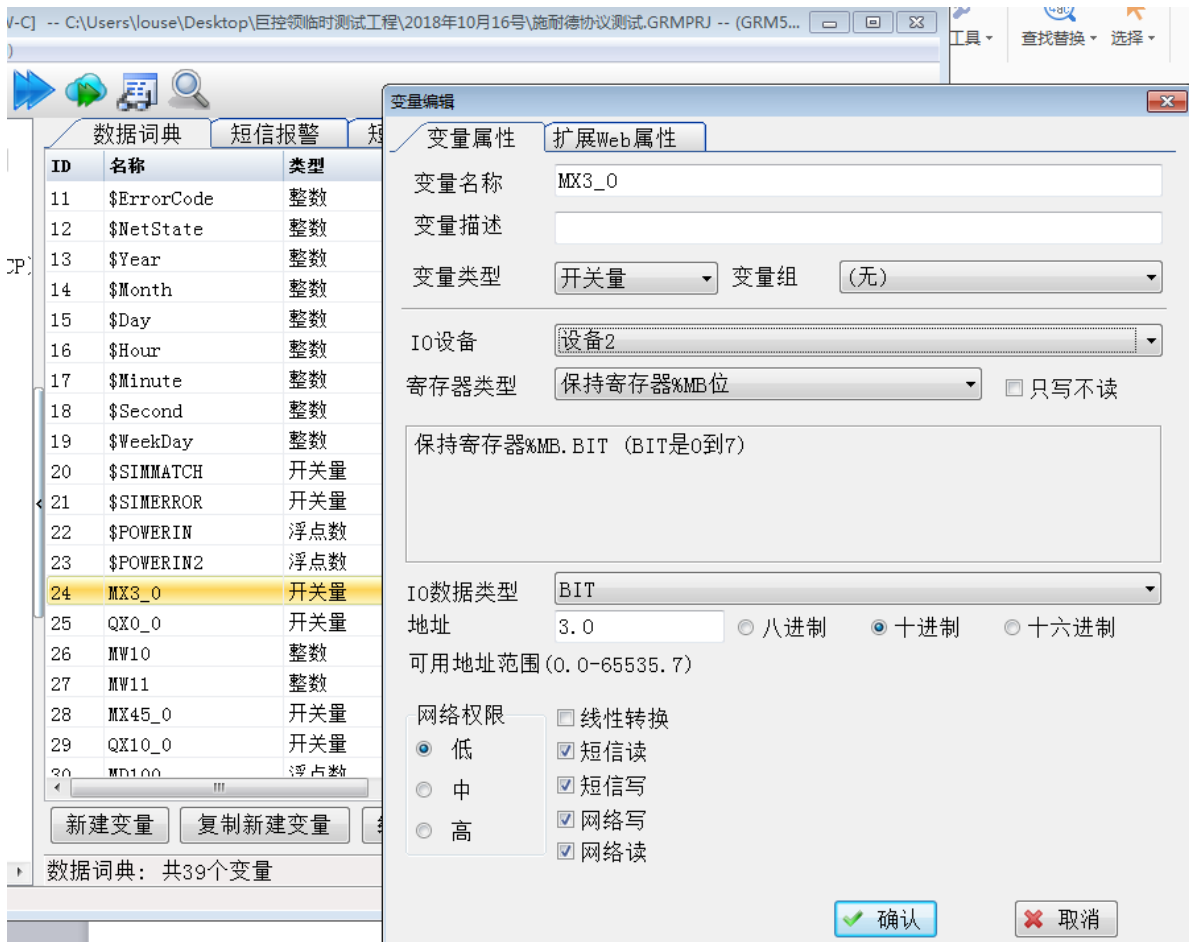 V-C] -- C:\Users\louse\Desktop\巨控领临时测试工程\2018年10月16号\施耐德协议测试.GRMPRJ -- (GRM5...
)
工具
查找替换
选择
数据词典
短信报警
ID 名称 类型
11 $ErrorCode 整数
12 $NetState 整数
CP)
13 $Year 整数
14 $Month 整数
15 $Day 整数
16 $Hour 整数
17 $Minute 整数
18 $Second 整数
19 $WeekDay 整数
20 $SIMMATCH 开关量
21 $SIMERROR 开关量
22 $POWERIN 浮点数
23 $POWERIN2 浮点数
24 MX3_0 开关量
25 QX0_0 开关量
26 MW10 整数
27 MW11 整数
28 MX45_0 开关量
29 QX10_0 开关量
30 MD100 浮点数
新建变量
复制新建变量
数据词典: 共39个变量
变量编辑
变量属性
扩展Web属性
变量名称 MX3_0
变量描述
变量类型 开关量 变量组 (无)
IO设备 设备2
寄存器类型 保持寄存器%MB位 只写不读
保持寄存器%MB.BIT (BIT是0到7)
IO数据类型 BIT
地址 3.0 八进制 十进制 十六进制
可用地址范围(0.0-65535.7)
网络权限 线性转换
低 短信读
中 短信写
网络写
高
网络读
确认 取消